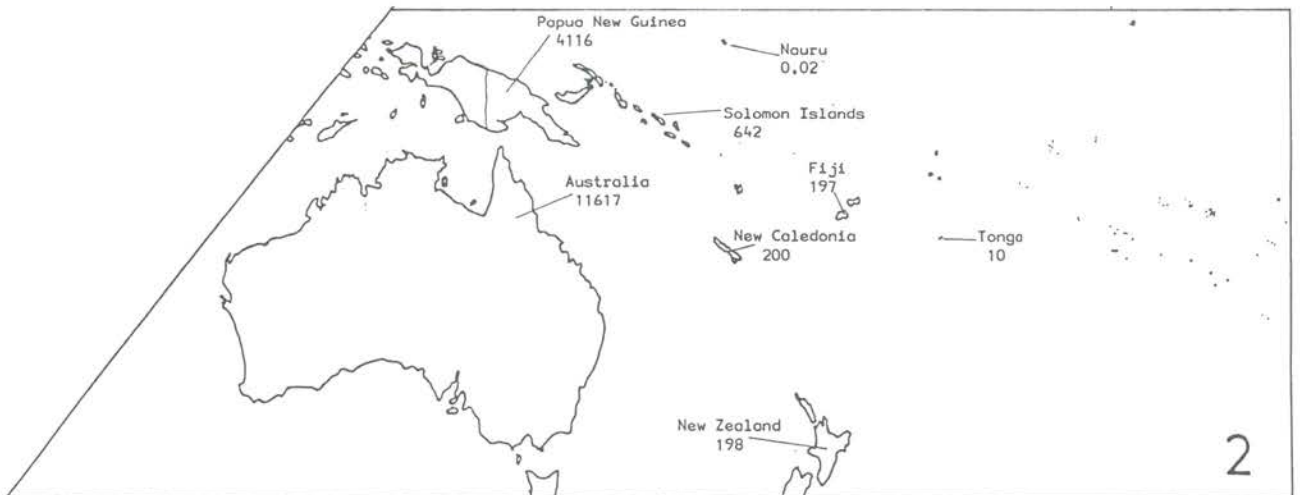 Papua New Guinea
4116
Nauru
0.02
Solomon Islands
642
Fiji
197
Australia
11617
New Caledonia
200
Tonga
10
New Zealand
198
2